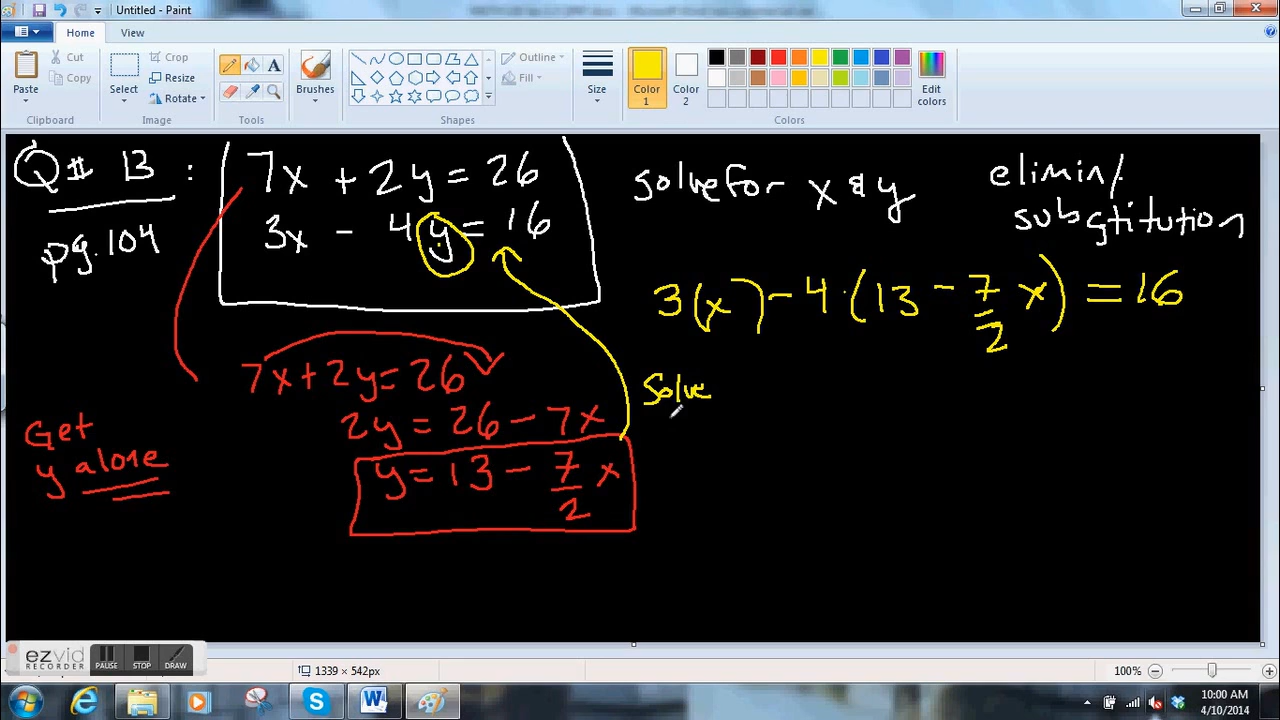 Untitled - Paint
Home View
Cut
Copy
Paste
Clipboard
Select
Crop
Resize
Rotate
Image
Tools
Brushes
Outline
Fill
Shapes
Size
Color 1
Color 2
Edit colors
Colors
Q# 13 :
pg.104
7x + 2y = 26
3x - 4y = 16
solve for x & y
elimin/
substitution
3(x) - 4·(13 - 7/2 x) = 16
7x+2y=26
2y = 26 - 7x
y = 13 - 7/2 x
Get
y alone
Solve
ezvid
RECORDER
PAUSE
STOP
DRAW
1339 × 542px
100%
10:00 AM
4/10/2014